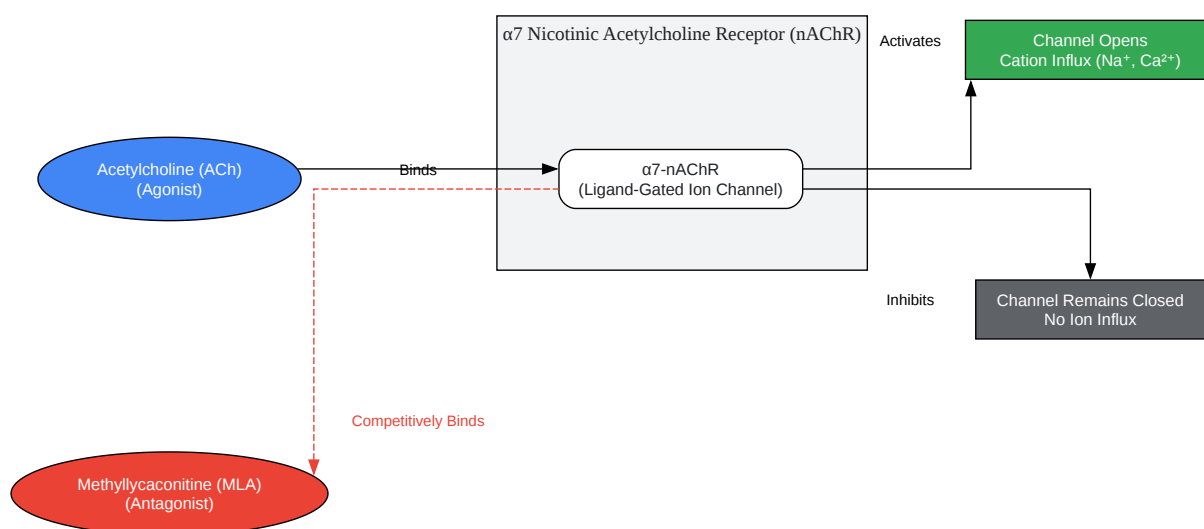 α7 Nicotinic Acetylcholine Receptor (nAChR)
Activates
Channel Opens
Cation Influx (Na⁺, Ca²⁺)
Acetylcholine (ACh)
(Agonist)
Binds
α7-nAChR
(Ligand-Gated Ion Channel)
Inhibits
Channel Remains Closed
No Ion Influx
Competitively Binds
Methyllycaconitine (MLA)
(Antagonist)